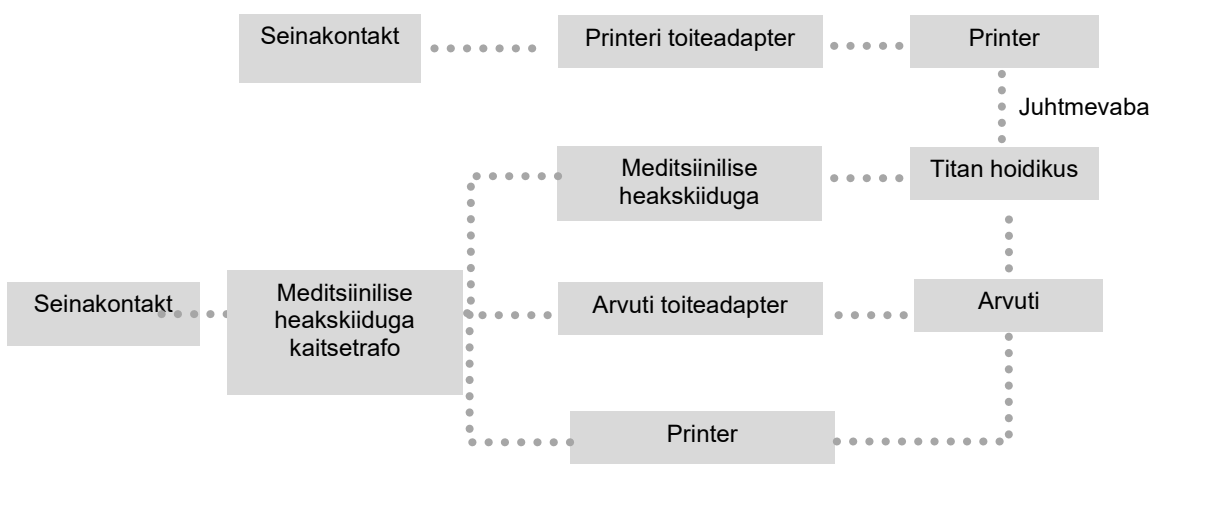 Seinakontakt
Printeri toiteadapter
Printer
Juhtmevaba
Meditsiinilise
heakskiiduga
Titan hoidikus
Seinakontakt
Meditsiinilise
heakskiiduga
kaitsetrafo
Arvuti toiteadapter
Arvuti
Printer